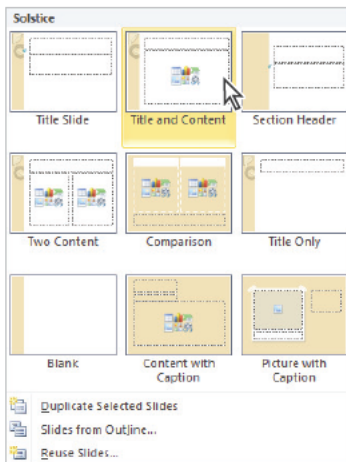 Solstice
Title Slide
Title and Content
Section Header
Two Content
Comparison
Title Only
Blank
Content with
Caption
Picture with
Caption
Duplicate Selected Slides
Slides from Outline...
Reuse Slides...